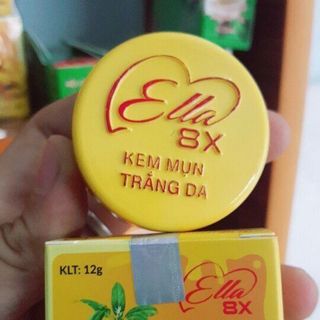 Ella
8X
KEM MỤN
TRẮNG DA
KLT: 12g
Ella
8X